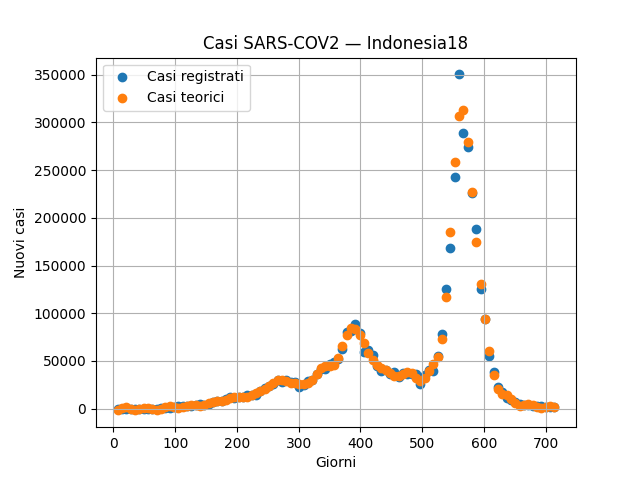 Casi SARS-COV2 — Indonesia18
Casi registrati
Casi teorici
350000
300000
250000
200000
150000
100000
50000
0
Nuovi casi
0 100 200 300 400 500 600 700
Giorni